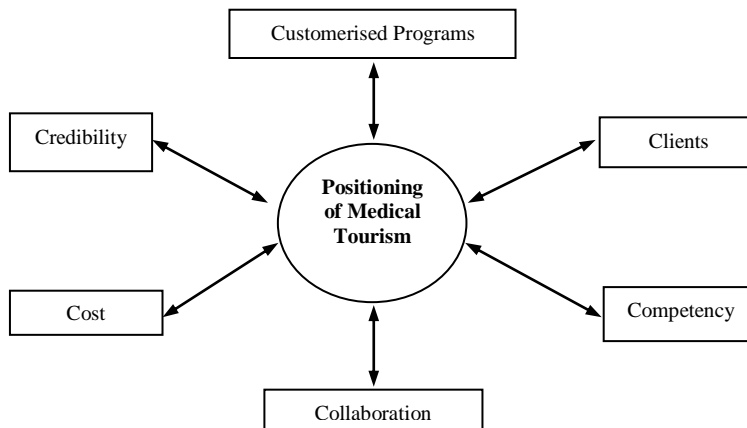 Customerised Programs
Credibility
Clients
Positioning
of Medical
Tourism
Cost
Competency
Collaboration